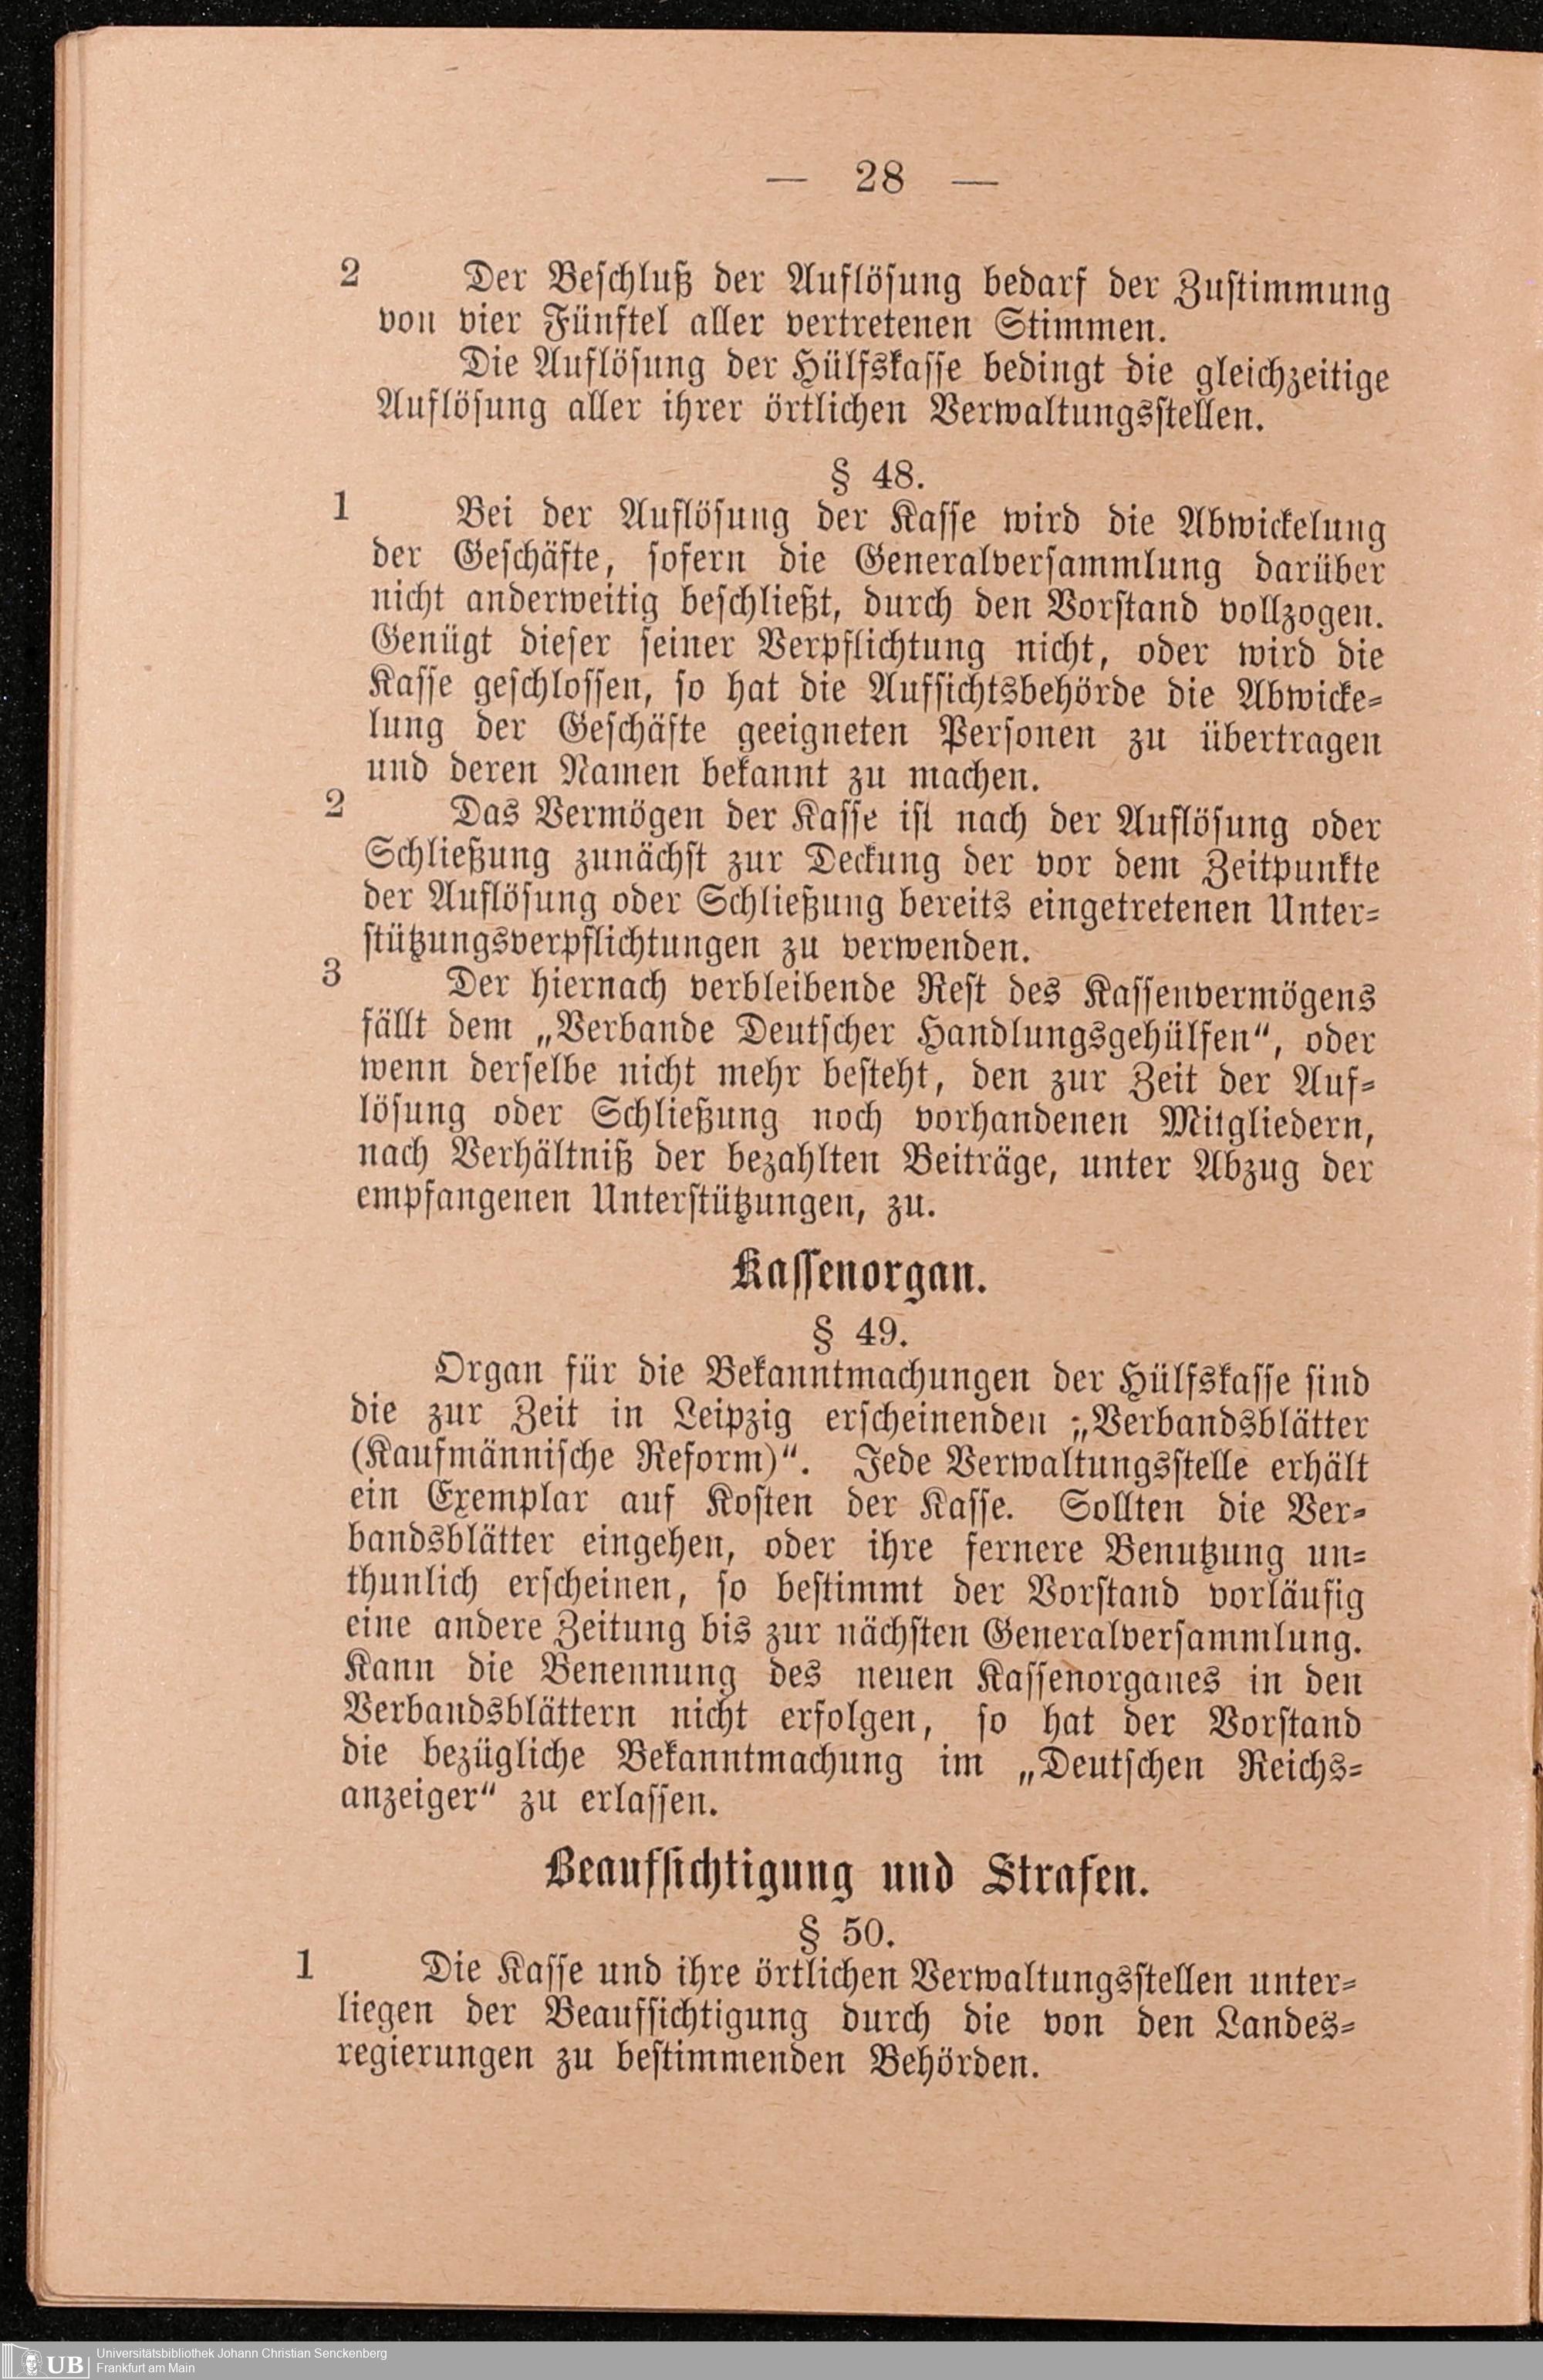 — 28 —
2 Der Beschluß der Auflösung bedarf der Zustimmung
von vier Fünftel aller vertretenen Stimmen.
Die Auflösung der Hülfskasse bedingt die gleichzeitige
Auflösung aller ihrer örtlichen Verwaltungsstellen.
§ 48.
1 Bei der Auflösung der Kasse wird die Abwickelung
der Geschäfte, sofern die Generalversammlung darüber
nicht anderweitig beschließt, durch den Vorstand vollzogen.
Genügt dieser seiner Verpflichtung nicht, oder wird die
Kasse geschlossen, so hat die Aufsichtsbehörde die Abwicke-
lung der Geschäfte geeigneten Personen zu übertragen
und deren Namen bekannt zu machen.
2 Das Vermögen der Kasse ist nach der Auflösung oder
Schließung zunächst zur Deckung der vor dem Zeitpunkte
der Auflösung oder Schließung bereits eingetretenen Unter-
stützungsverpflichtungen zu verwenden.
3 Der hiernach verbleibende Rest des Kassenvermögens
fällt dem „Verbande Deutscher Handlungsgehülfen“, oder
wenn derselbe nicht mehr besteht, den zur Zeit der Auf-
lösung oder Schließung noch vorhandenen Mitgliedern,
nach Verhältniß der bezahlten Beiträge, unter Abzug der
empfangenen Unterstützungen, zu.
Kassenorgan.
§ 49.
Organ für die Bekanntmachungen der Hülfskasse sind
die zur Zeit in Leipzig erscheinenden „Verbandsblätter
(Kaufmännische Reform)“. Jede Verwaltungsstelle erhält
ein Exemplar auf Kosten der Kasse. Sollten die Ver-
bandsblätter eingehen, oder ihre fernere Benutzung un-
thunlich erscheinen, so bestimmt der Vorstand vorläufig
eine andere Zeitung bis zur nächsten Generalversammlung.
Kann die Benennung des neuen Kassenorganes in den
Verbandsblättern nicht erfolgen, so hat der Vorstand
die bezügliche Bekanntmachung im „Deutschen Reichs-
anzeiger“ zu erlassen.
Beaufsichtigung und Strafen.
§ 50.
1 Die Kasse und ihre örtlichen Verwaltungsstellen unter-
liegen der Beaufsichtigung durch die von den Landes-
regierungen zu bestimmenden Behörden.
UB Universitätsbibliothek Johann Christian Senckenberg
Frankfurt am Main